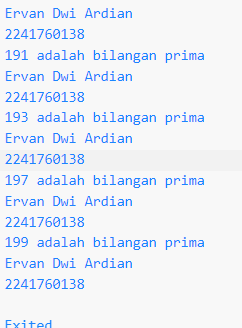 Ervan Dwi Ardian
2241760138
191 adalah bilangan prima
Ervan Dwi Ardian
2241760138
193 adalah bilangan prima
Ervan Dwi Ardian
2241760138
197 adalah bilangan prima
Ervan Dwi Ardian
2241760138
199 adalah bilangan prima
Ervan Dwi Ardian
2241760138
Exited